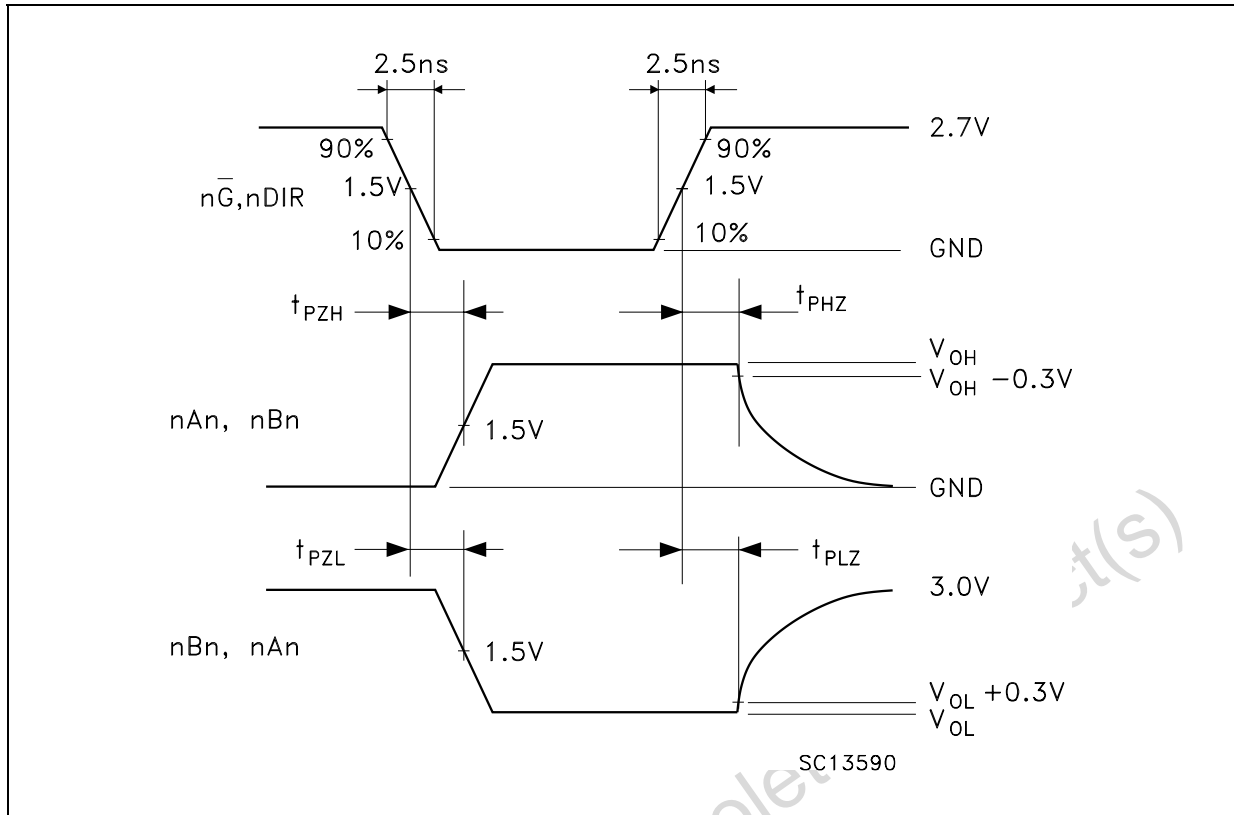 2.5ns 2.5ns
2.7V
90% 90%
nG̅,nDIR 1.5V 1.5V
10% 10%
GND
tPZH tPHZ
VOH
VOH −0.3V
nAn, nBn 1.5V
GND
tPZL tPLZ
3.0V
nBn, nAn 1.5V
VOL +0.3V
VOL
SC13590